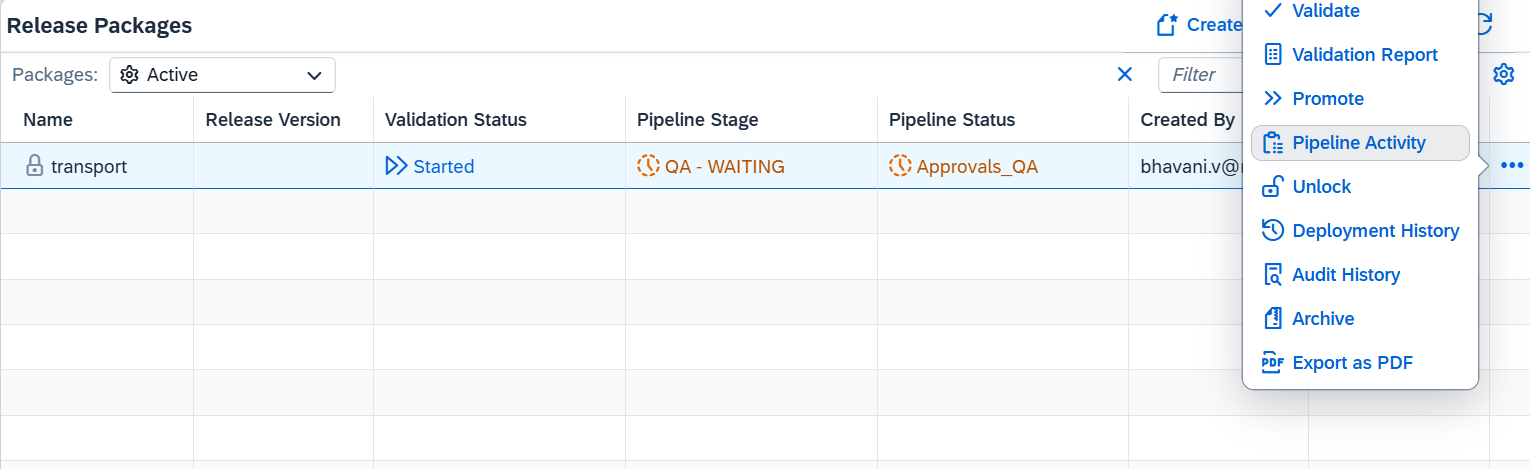 Release Packages
Create
Packages: Active
Filter
Name Release Version Validation Status Pipeline Stage Pipeline Status Created By
transport Started QA - WAITING Approvals_QA bhavani.v@
Validate
Validation Report
Promote
Pipeline Activity
Unlock
Deployment History
Audit History
Archive
PDF Export as PDF